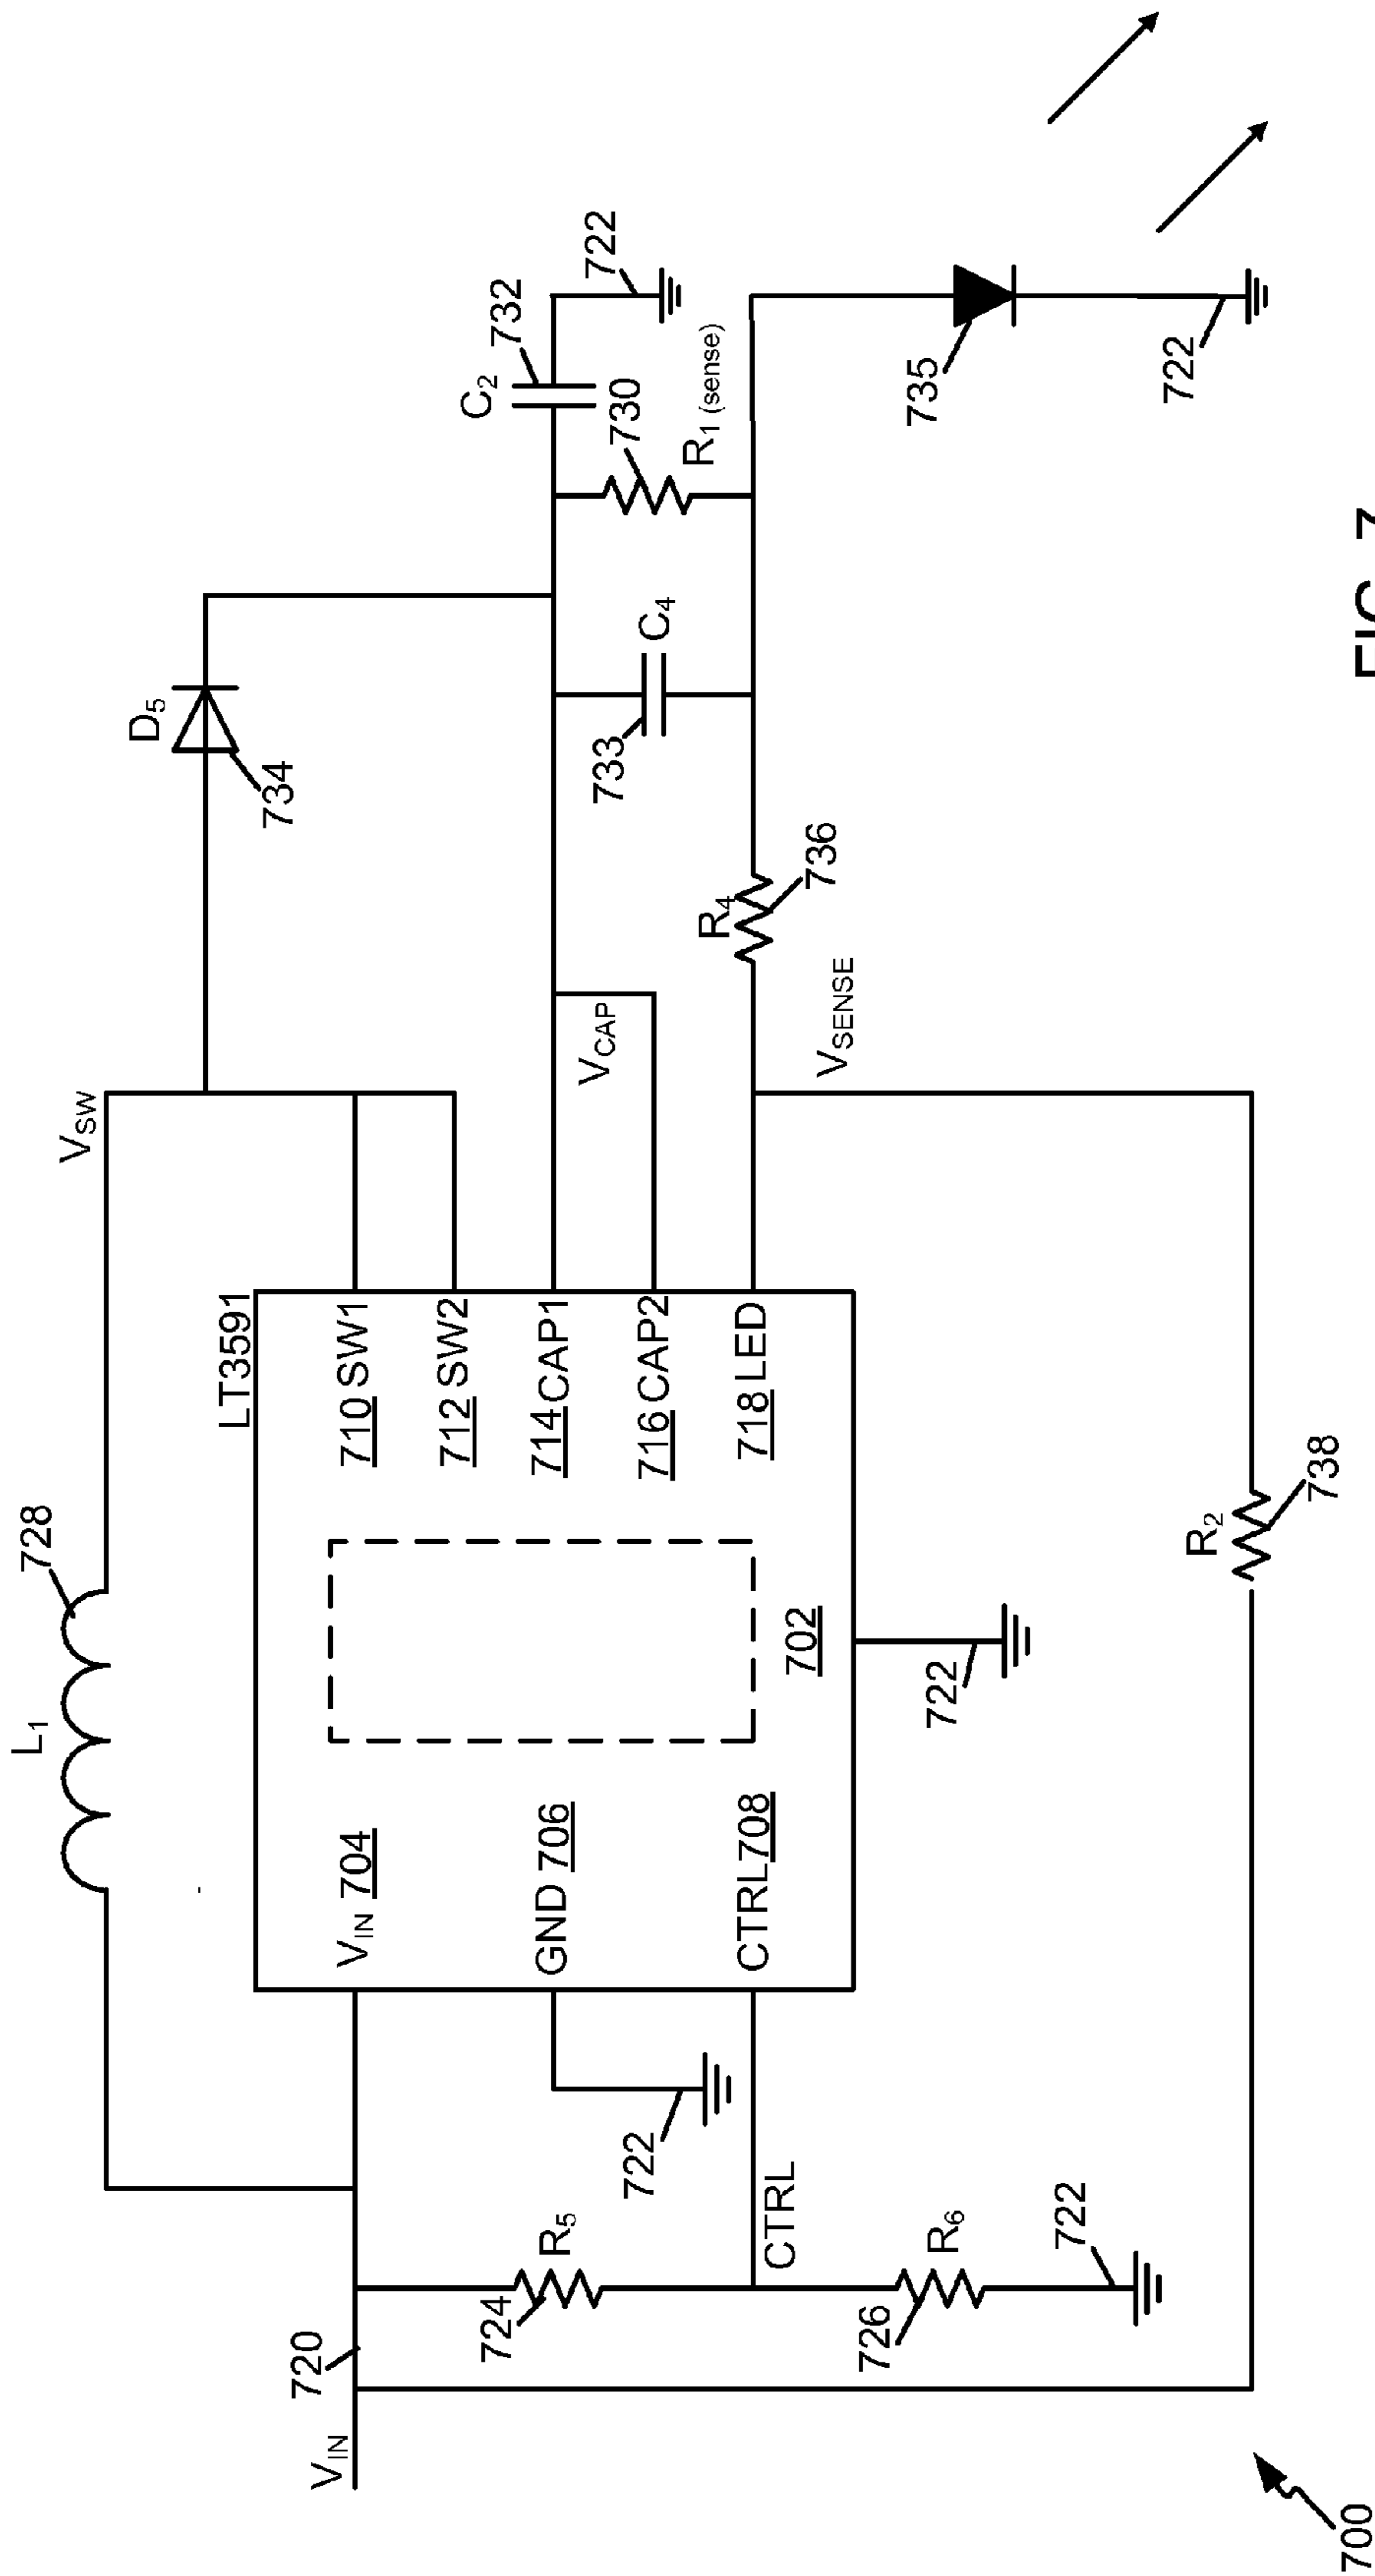 L1
728
VSW
D5
734
LT3591
VIN 704
710 SW1
712 SW2
GND 706
714 CAP1
716 CAP2
CTRL 708
718 LED
702
VIN
720
724
R5
722
CTRL
726
R6
722
722
VCAP
VSENSE
R4
736
733
C4
C2
732
730
R1 (sense)
722
735
722
R2
738
700
FIG. 7